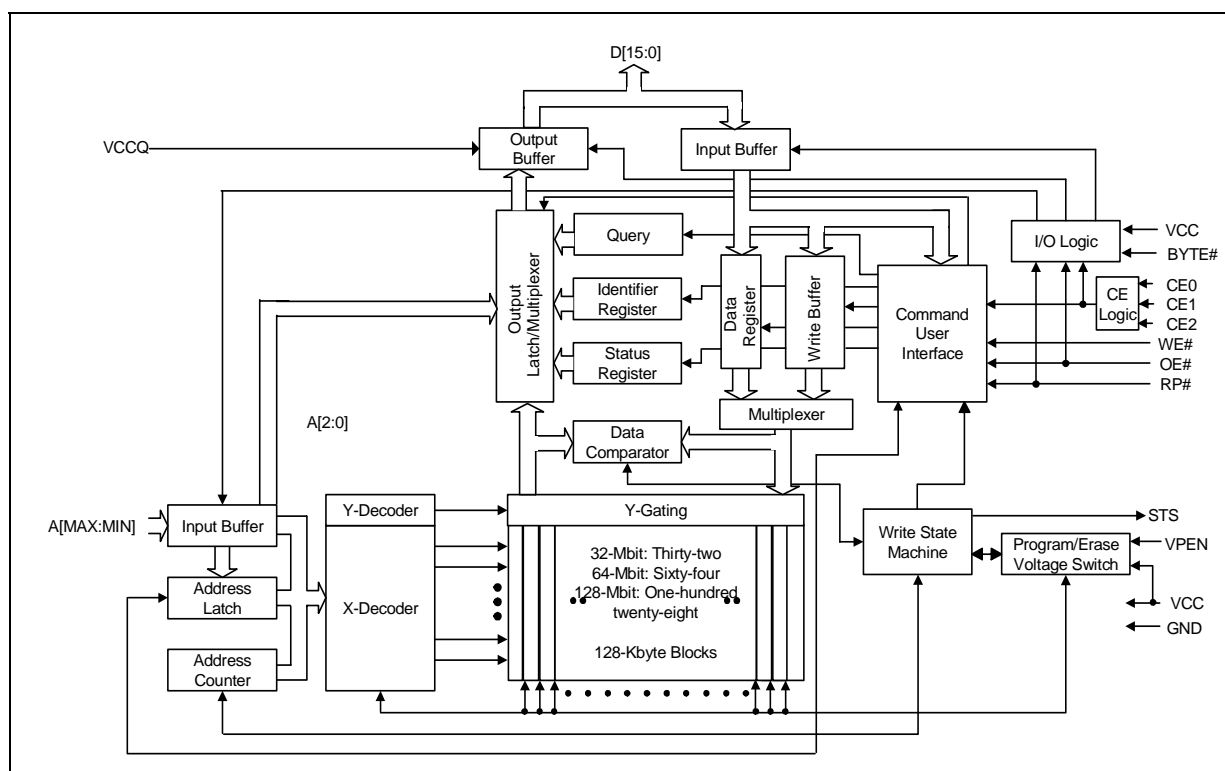 D[15:0]
VCCQ
Output
Buffer
Input Buffer
Query
Identifier
Register
Status
Register
Output
Latch/Multiplexer
Data
Register
Write Buffer
Command
User
Interface
I/O Logic
VCC
BYTE#
CE
Logic
CE0
CE1
CE2
WE#
OE#
RP#
Multiplexer
Data
Comparator
A[2:0]
A[MAX:MIN]
Input Buffer
Address
Latch
Address
Counter
Y-Decoder
X-Decoder
Y-Gating
32-Mbit: Thirty-two
64-Mbit: Sixty-four
128-Mbit: One-hundred
twenty-eight
128-Kbyte Blocks
Write State
Machine
Program/Erase
Voltage Switch
STS
VPEN
VCC
GND